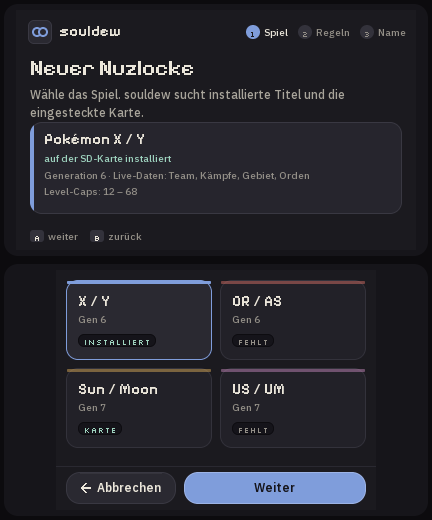 souldew
1 Spiel 2 Regeln 3 Name
Neuer Nuzlocke
Wähle das Spiel. souldew sucht installierte Titel und die
eingesteckte Karte.
Pokémon X / Y
auf der SD-Karte installiert
Generation 6 · Live-Daten: Team, Kämpfe, Gebiet, Orden
Level-Caps: 12 – 68
A weiter B zurück
X / Y
Gen 6
INSTALLIERT
OR / AS
Gen 6
FEHLT
Sun / Moon
Gen 7
KARTE
US / UM
Gen 7
FEHLT
← Abbrechen
Weiter